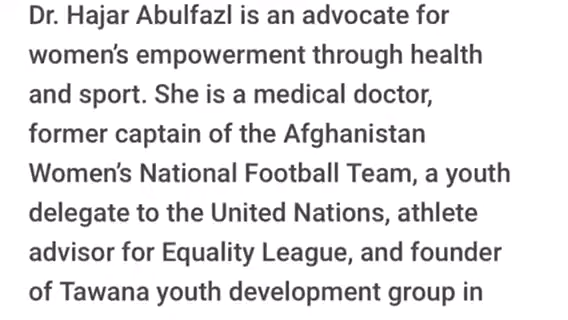 Dr. Hajar Abulfazl is an advocate for
women’s empowerment through health
and sport. She is a medical doctor,
former captain of the Afghanistan
Women’s National Football Team, a youth
delegate to the United Nations, athlete
advisor for Equality League, and founder
of Tawana youth development group in